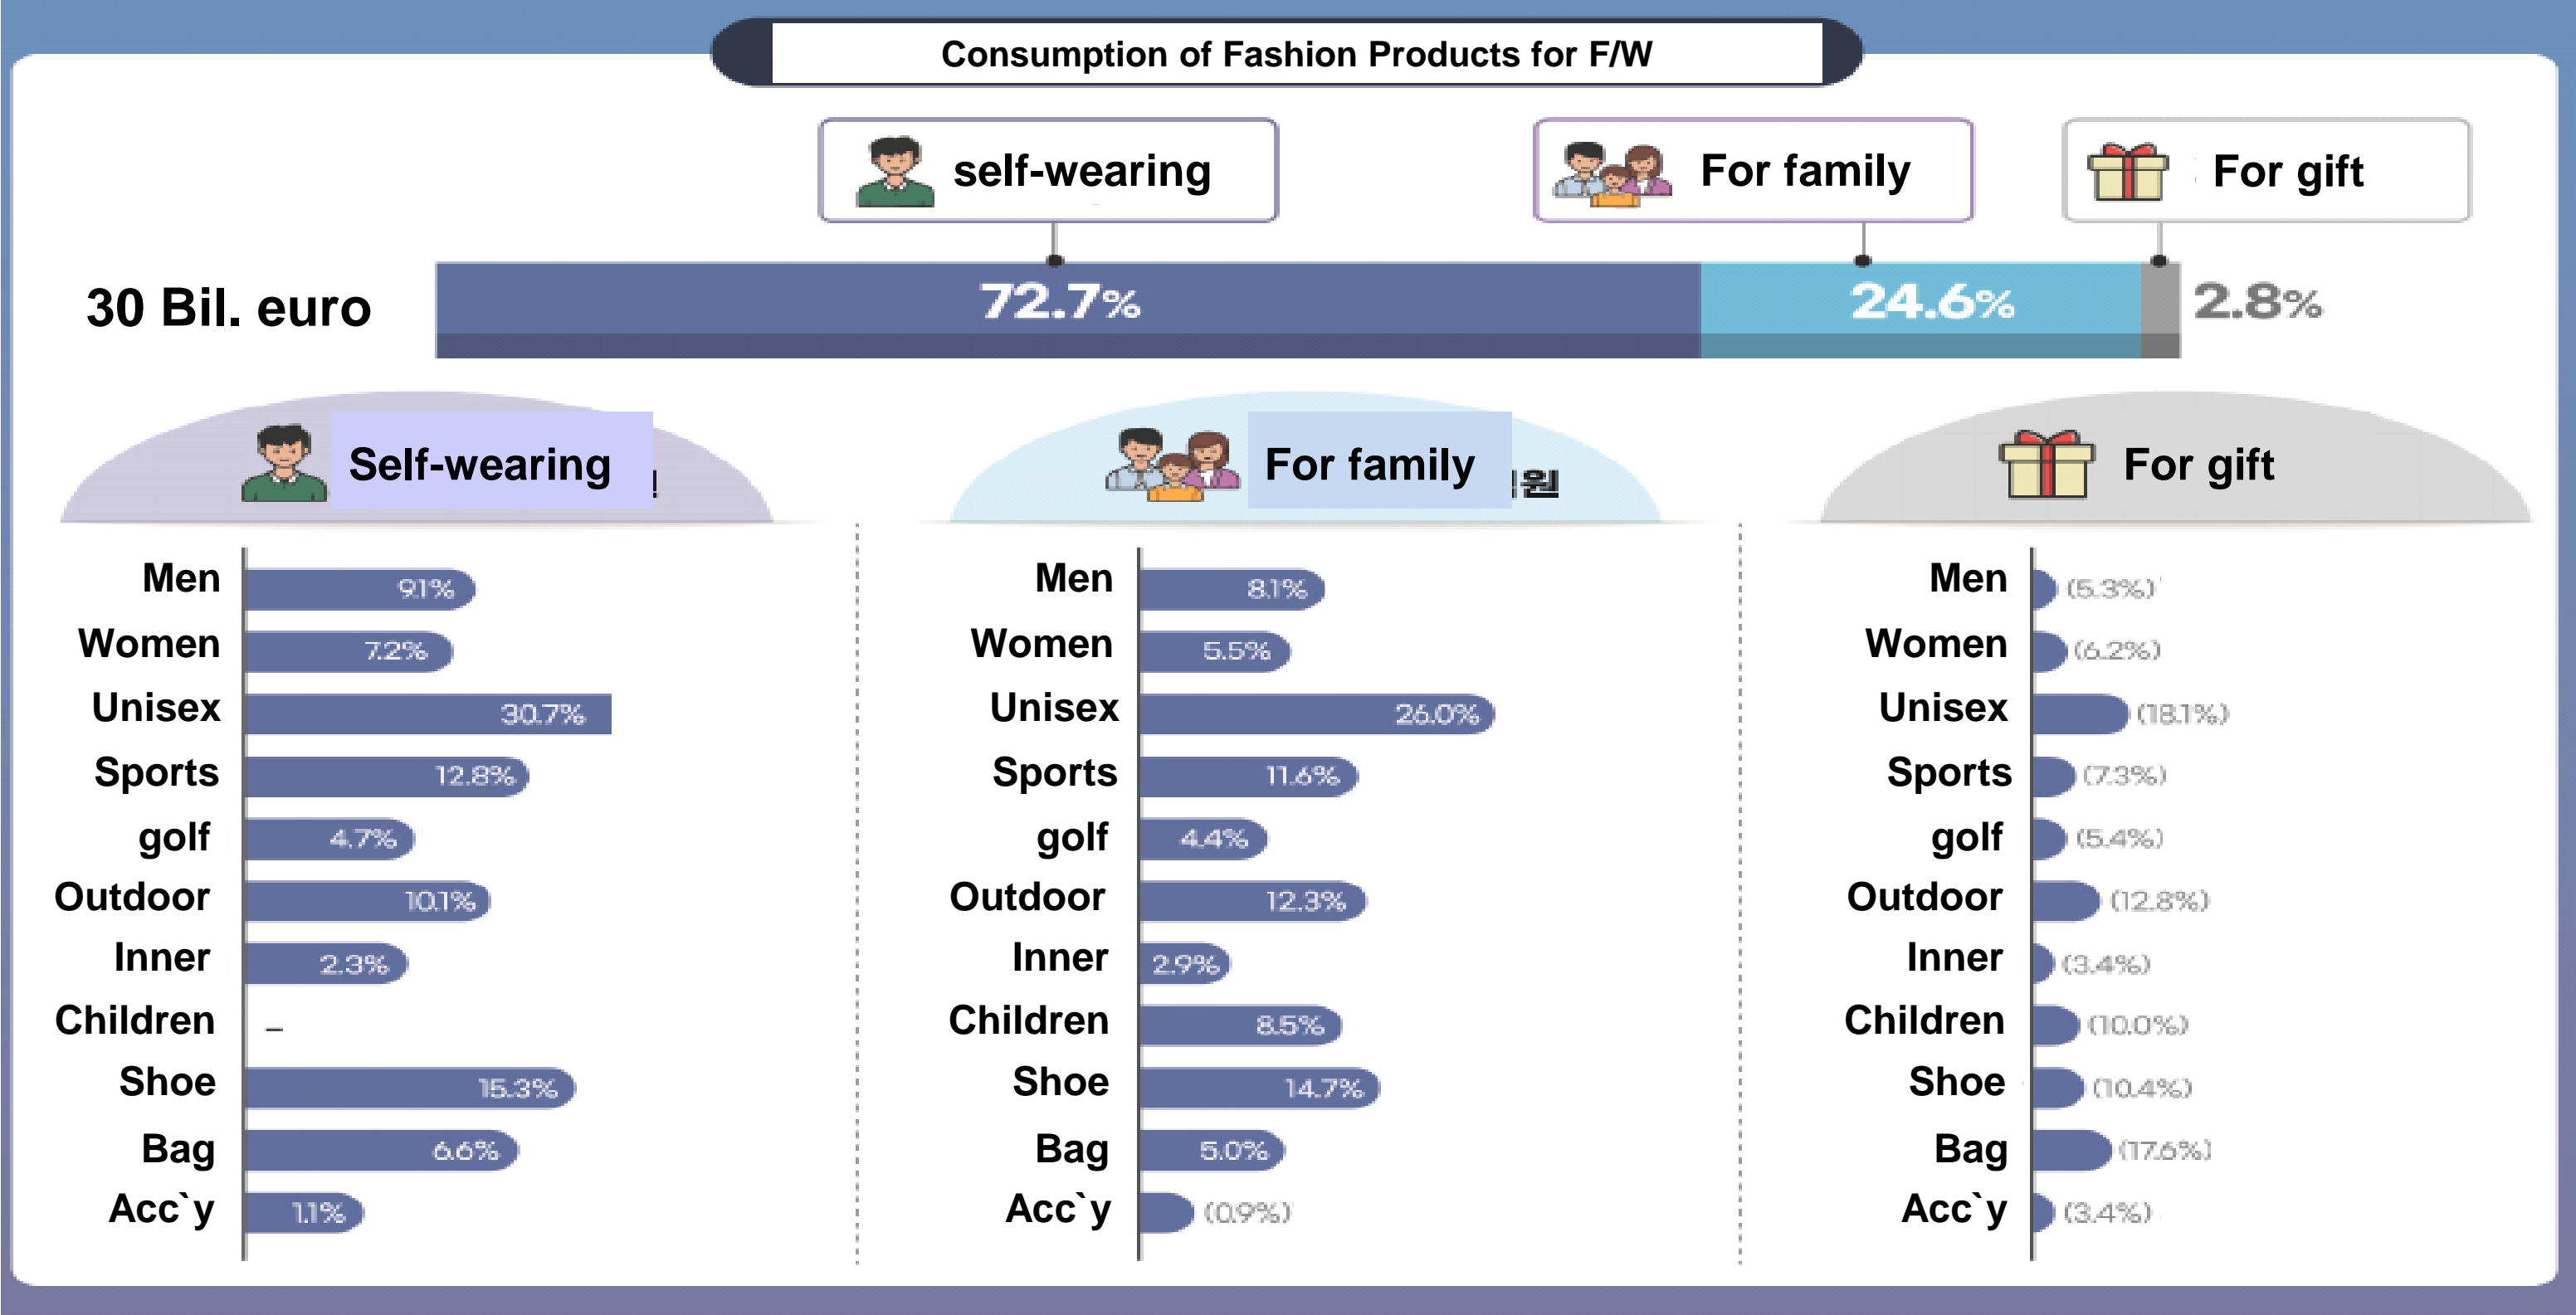 Consumption of Fashion Products for F/W
self-wearing
For family
For gift
30 Bil. euro
72.7%
24.6%
2.8%
Self-wearing
For family
원
For gift
Men
9.1%
Women
7.2%
Unisex
30.7%
Sports
12.8%
golf
4.7%
Outdoor
10.1%
Inner
2.3%
Children
–
Shoe
15.3%
Bag
6.6%
Acc`y
1.1%
Men
8.1%
Women
5.5%
Unisex
26.0%
Sports
11.6%
golf
4.4%
Outdoor
12.3%
Inner
2.9%
Children
8.5%
Shoe
14.7%
Bag
5.0%
Acc`y
(0.9%)
Men
(5.3%)
Women
(6.2%)
Unisex
(18.1%)
Sports
(7.3%)
golf
(5.4%)
Outdoor
(12.8%)
Inner
(3.4%)
Children
(10.0%)
Shoe
(10.4%)
Bag
(17.6%)
Acc`y
(3.4%)